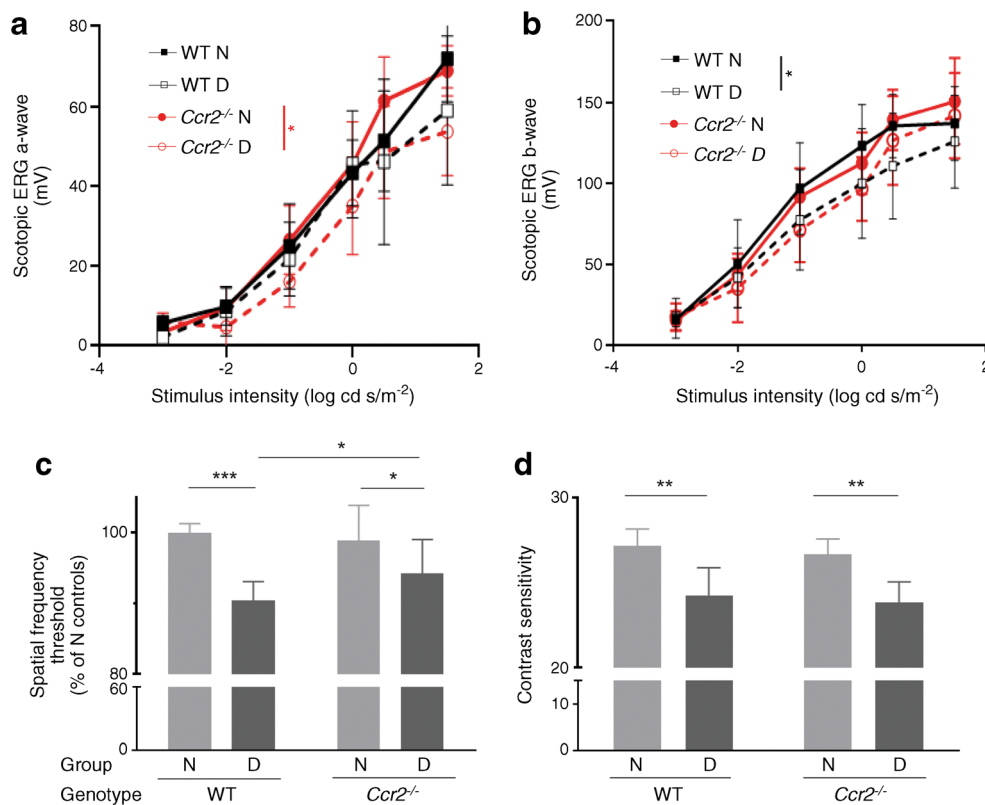 a
80
60
40
20
0
-4
-2
0
2
Scotopic ERG a-wave
(mV)
Stimulus intensity (log cd s/m⁻²)
WT N
WT D
Ccr2⁻/⁻ N
Ccr2⁻/⁻ D
*
b
200
150
100
50
0
-4
-2
0
2
Scotopic ERG b-wave
(mV)
Stimulus intensity (log cd s/m⁻²)
WT N
WT D
Ccr2⁻/⁻ N
Ccr2⁻/⁻ D
*
c
*
***
*
100
80
60
0
Spatial frequency
threshold
(% of N controls)
Group N D N D
Genotype WT Ccr2⁻/⁻
d
**
**
30
20
15
10
0
Contrast sensitivity
N D N D
WT Ccr2⁻/⁻